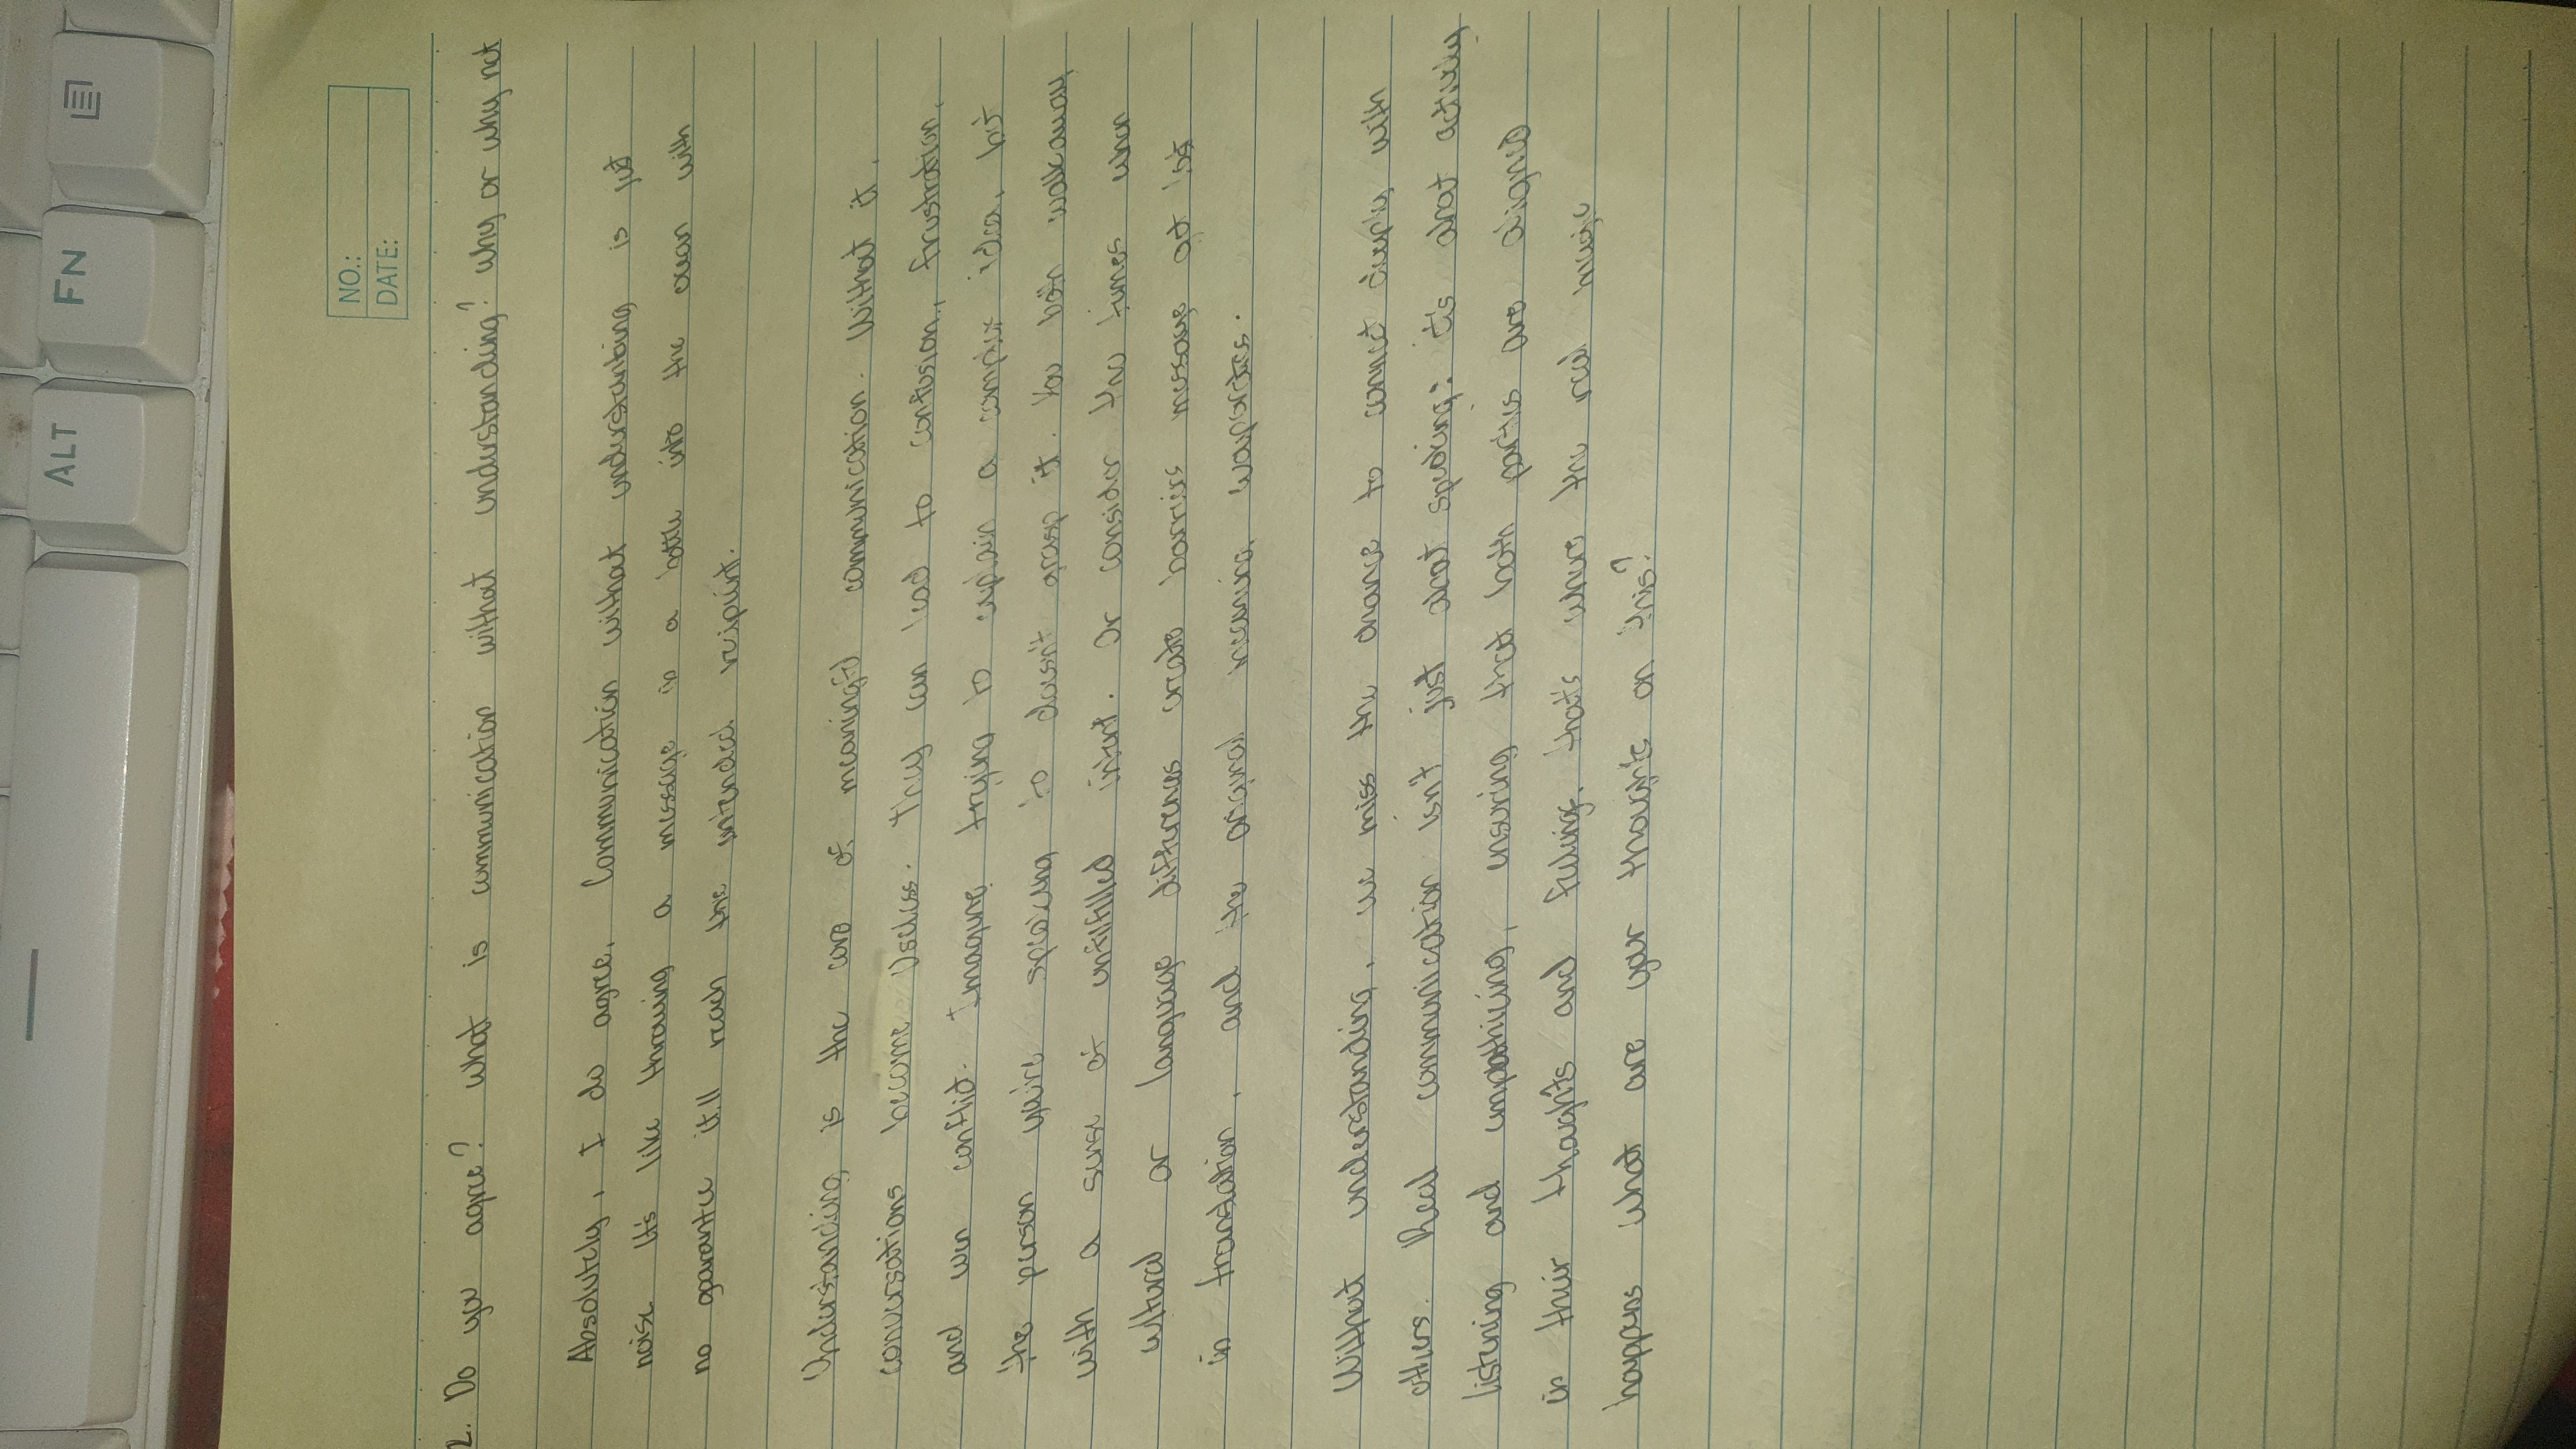 ALT FN
NO.:
DATE:
2. Do you agree? What is communication without understanding? Why or why not
Absolutely, I do agree. Communication without understanding is just
noise It's like throwing a message in a bottle into the ocean with
no goarantee it'll reach the intended recipient.
Understanding is the core of meaningful communication. Without it,
conversations become Useless. They can lead to confusion, frustration,
and even conflict. Imagine trying to explain a complex idea, but
the person you're speaking to doesn't grasp it. You both walk away
with a sense of unfilfilled intent. Or consider the times when
cultural or language differences create barriers message get lost
in translation, and the original meaning
Without understanding, we miss the chance to connect deeply with
others. Real communication isn't just about speaking: it's about actively
listening and empathizing, ensuring that both parties are aligned
in their thoughts and feelings. that's where the real magic
happens What are your thoughts on this?